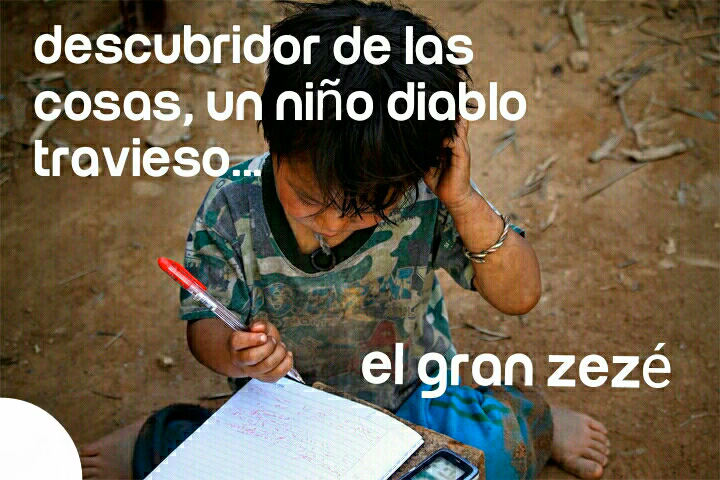 descubridor de las
cosas, un niño diablo
travieso...
el gran zezé